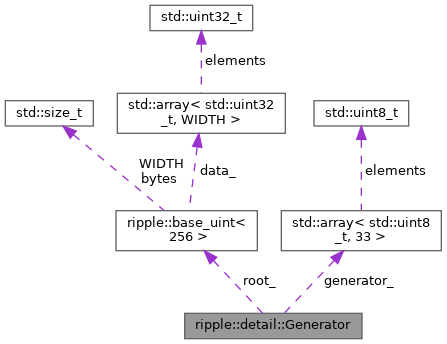 std::uint32_t
elements
std::size_t
std::array< std::uint32
_t, WIDTH >
std::uint8_t
WIDTH
bytes
data_
elements
ripple::base_uint<
256 >
std::array< std::uint8
_t, 33 >
root_
generator_
ripple::detail::Generator